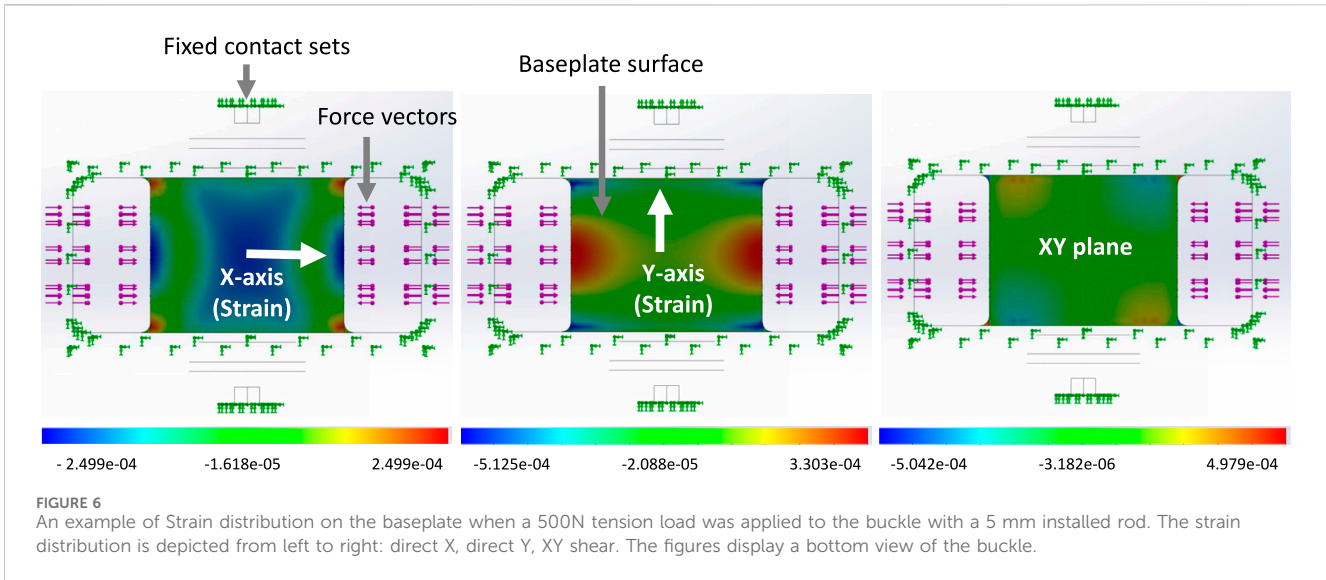 Fixed contact sets
Force vectors
Baseplate surface
X-axis
(Strain)
Y-axis
(Strain)
XY plane
- 2.499e-04 -1.618e-05 2.499e-04
-5.125e-04 -2.088e-05 3.303e-04
-5.042e-04 -3.182e-06 4.979e-04
FIGURE 6
An example of Strain distribution on the baseplate when a 500N tension load was applied to the buckle with a 5 mm installed rod. The strain
distribution is depicted from left to right: direct X, direct Y, XY shear. The figures display a bottom view of the buckle.